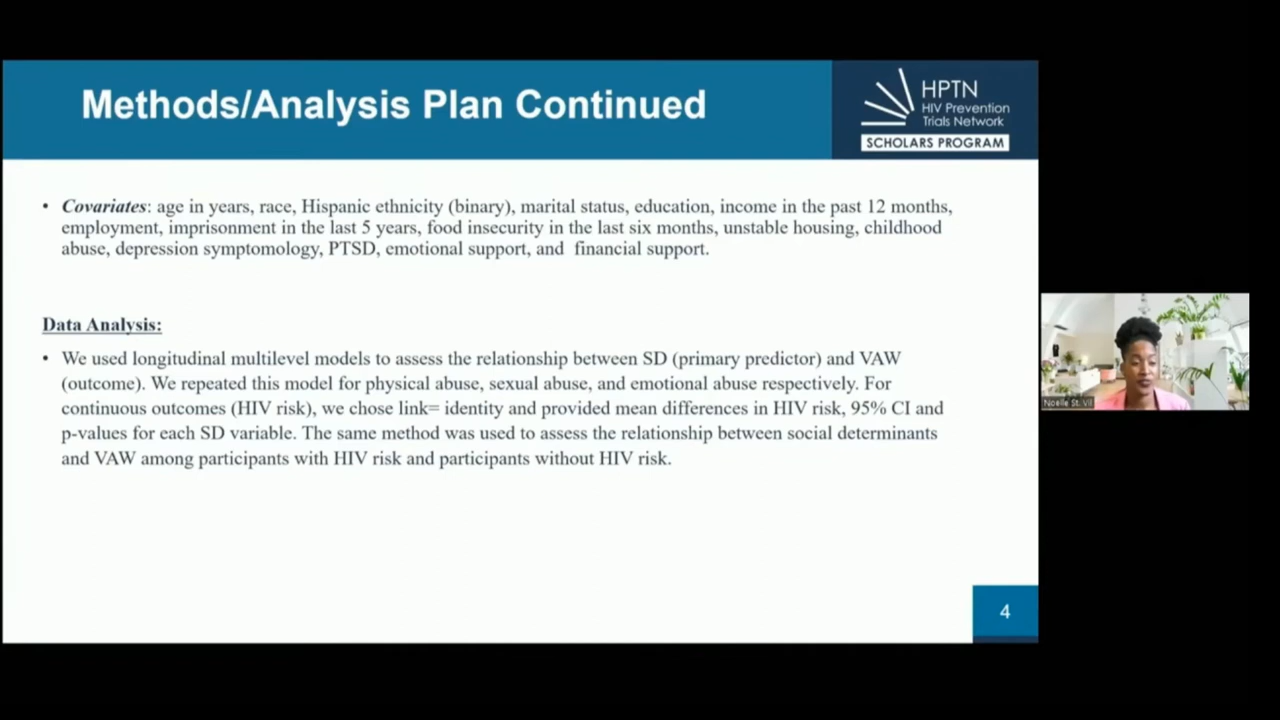 Methods/Analysis Plan Continued
HPTN
HIV Prevention
Trials Network
SCHOLARS PROGRAM
• Covariates: age in years, race, Hispanic ethnicity (binary), marital status, education, income in the past 12 months,
employment, imprisonment in the last 5 years, food insecurity in the last six months, unstable housing, childhood
abuse, depression symptomology, PTSD, emotional support, and financial support.
Data Analysis:
• We used longitudinal multilevel models to assess the relationship between SD (primary predictor) and VAW
(outcome). We repeated this model for physical abuse, sexual abuse, and emotional abuse respectively. For
continuous outcomes (HIV risk), we chose link= identity and provided mean differences in HIV risk, 95% CI and
p-values for each SD variable. The same method was used to assess the relationship between social determinants
and VAW among participants with HIV risk and participants without HIV risk.
4
Noelle St. Vil